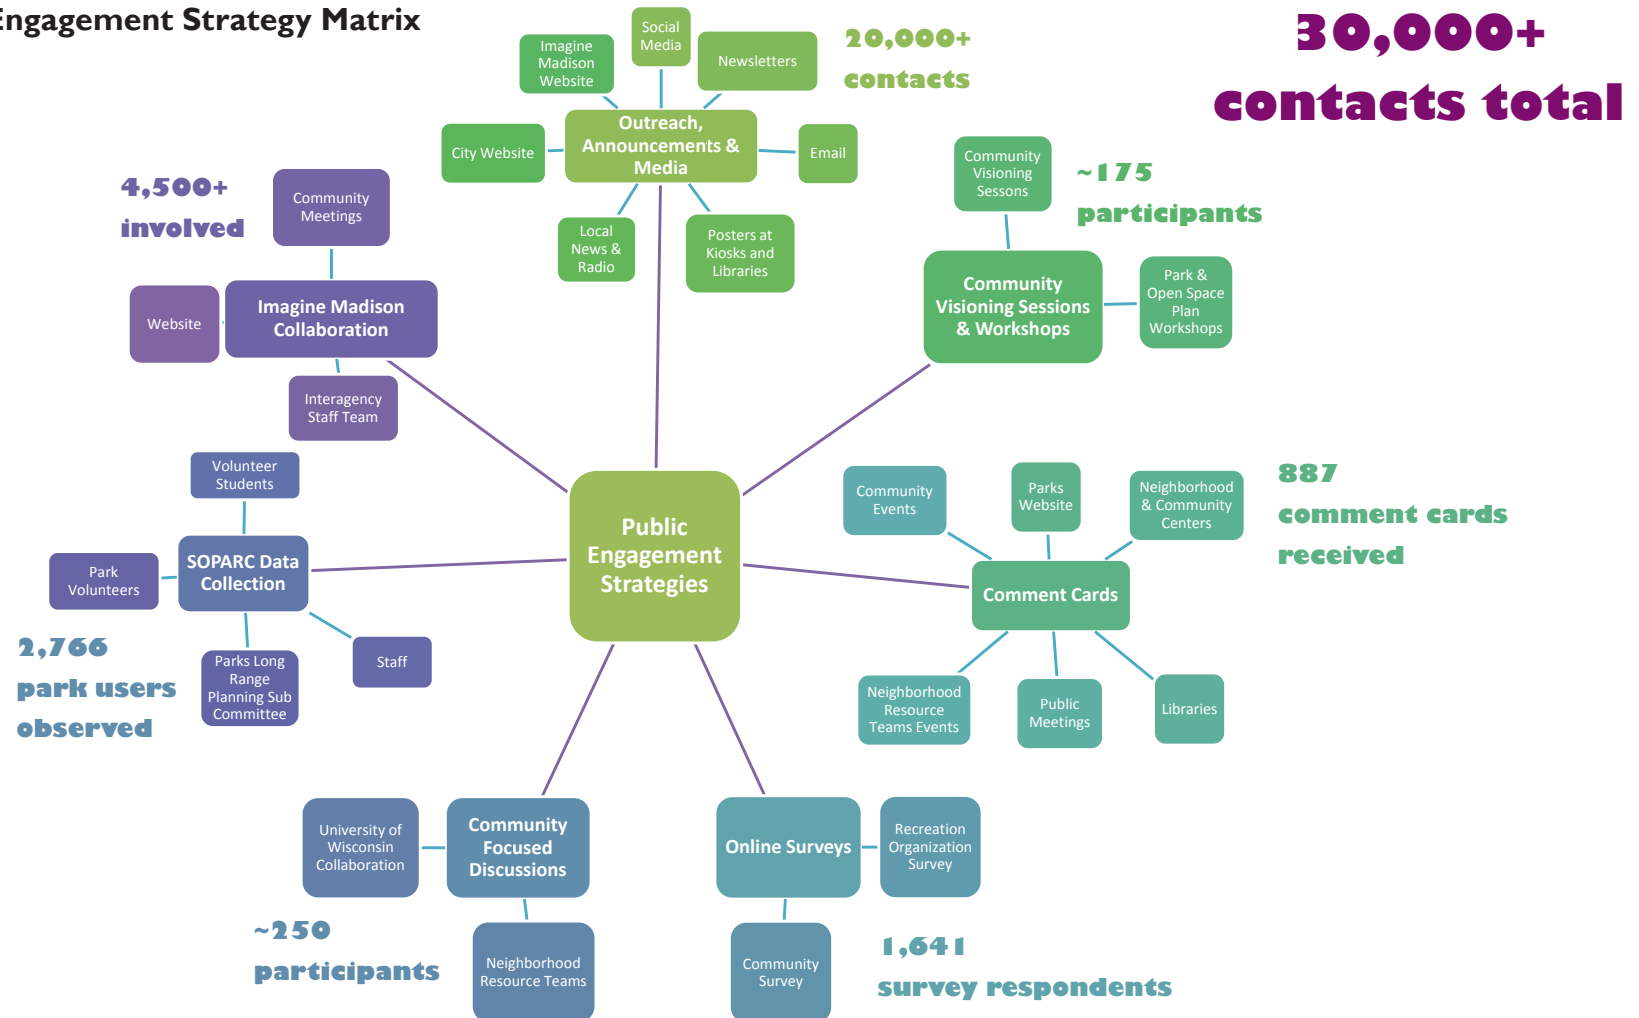 Engagement Strategy Matrix
30,000+
contacts total
20,000+
contacts
Social
Media
Imagine
Madison
Website
Newsletters
City Website
Outreach,
Announcements &
Media
Email
Local
News &
Radio
Posters at
Kiosks and
Libraries
4,500+
involved
Community
Meetings
Website
Imagine Madison
Collaboration
Interagency
Staff Team
Community
Visioning
Sessons
~175
participants
Community
Visioning Sessions
& Workshops
Park &
Open Space
Plan
Workshops
Public
Engagement
Strategies
Volunteer
Students
Park
Volunteers
SOPARC Data
Collection
Parks Long
Range
Planning Sub
Committee
Staff
2,766
park users
observed
Community
Events
Parks
Website
Neighborhood
& Community
Centers
887
comment cards
received
Comment Cards
Neighborhood
Resource
Teams Events
Public
Meetings
Libraries
University of
Wisconsin
Collaboration
Community
Focused
Discussions
Neighborhood
Resource Teams
~250
participants
Online Surveys
Recreation
Organization
Survey
Community
Survey
1,641
survey respondents